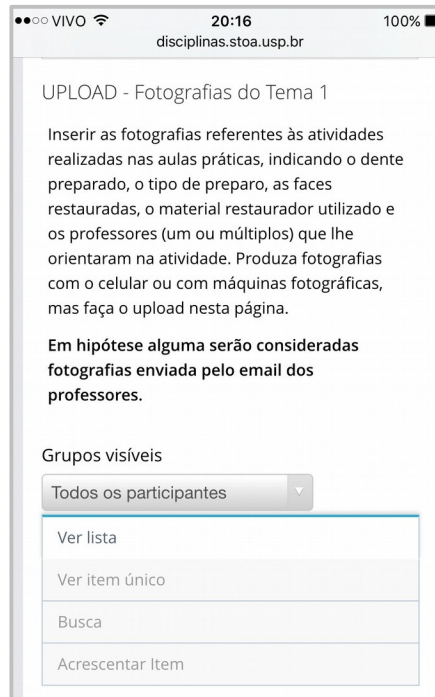 VIVO 20:16 100%
disciplinas.stoa.usp.br
UPLOAD - Fotografias do Tema 1
Inserir as fotografias referentes às atividades
realizadas nas aulas práticas, indicando o dente
preparado, o tipo de preparo, as faces
restauradas, o material restaurador utilizado e
os professores (um ou múltiplos) que lhe
orientaram na atividade. Produza fotografias
com o celular ou com máquinas fotográficas,
mas faça o upload nesta página.
Em hipótese alguma serão consideradas
fotografias enviada pelo email dos
professores.
Grupos visíveis
Todos os participantes
Ver lista
Ver item único
Busca
Acrescentar Item